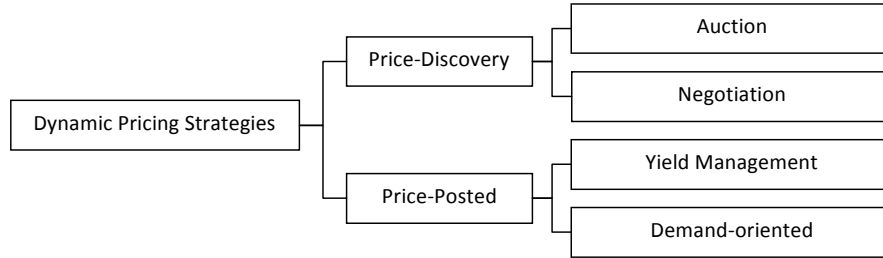 Dynamic Pricing Strategies
Price-Discovery
Auction
Negotiation
Price-Posted
Yield Management
Demand-oriented